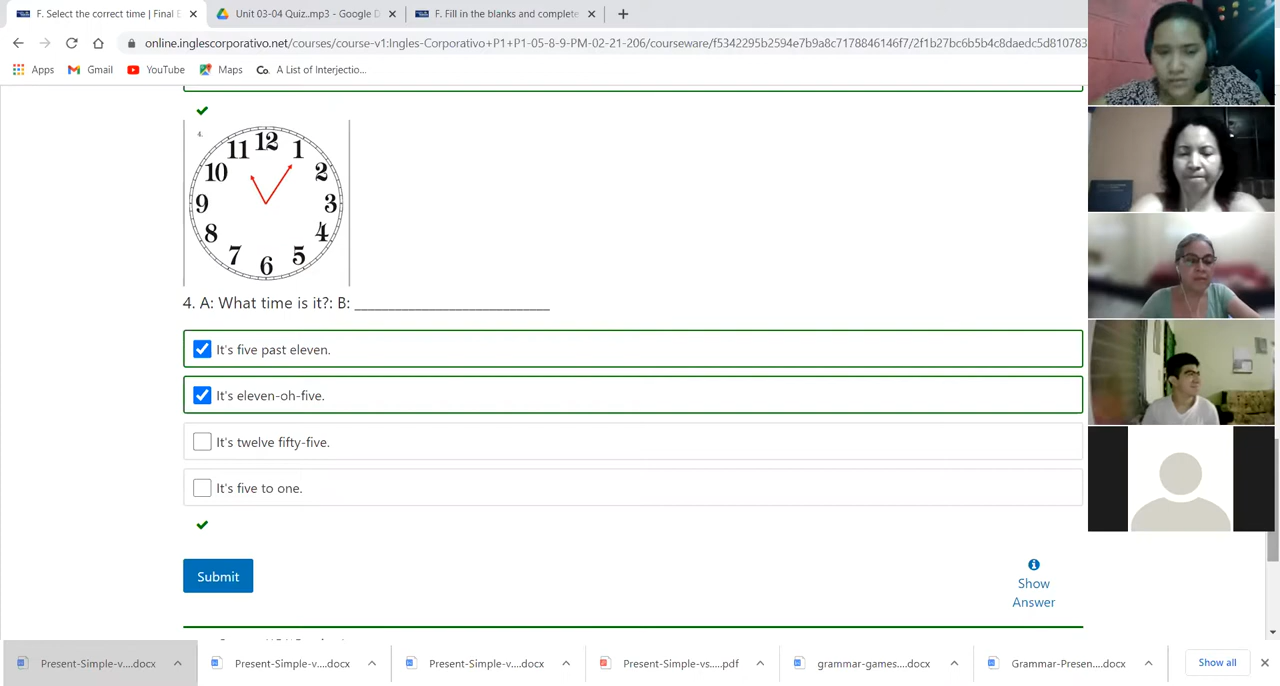 F. Select the correct time | Final E
Unit 03-04 Quiz..mp3 - Google D
F. Fill in the blanks and complete
online.inglescorporativo.net/courses/course-v1:Ingles-Corporativo+P1+P1-05-8-9-PM-02-21-206/courseware/f5342295b2594e7b9a8c7178846146f7/2f1b27bc6b5b4c8daedc5d810783
Apps Gmail YouTube Maps Co. A List of Interjectio...
4.
12
11 1
10 2
9 3
8 4
7 5
6
4. A: What time is it?: B: ____________________________
It's five past eleven.
It's eleven-oh-five.
It's twelve fifty-five.
It's five to one.
Submit
Show
Answer
Present-Simple-v....docx
Present-Simple-v....docx
Present-Simple-v....docx
Present-Simple-vs.....pdf
grammar-games....docx
Grammar-Presen....docx
Show all